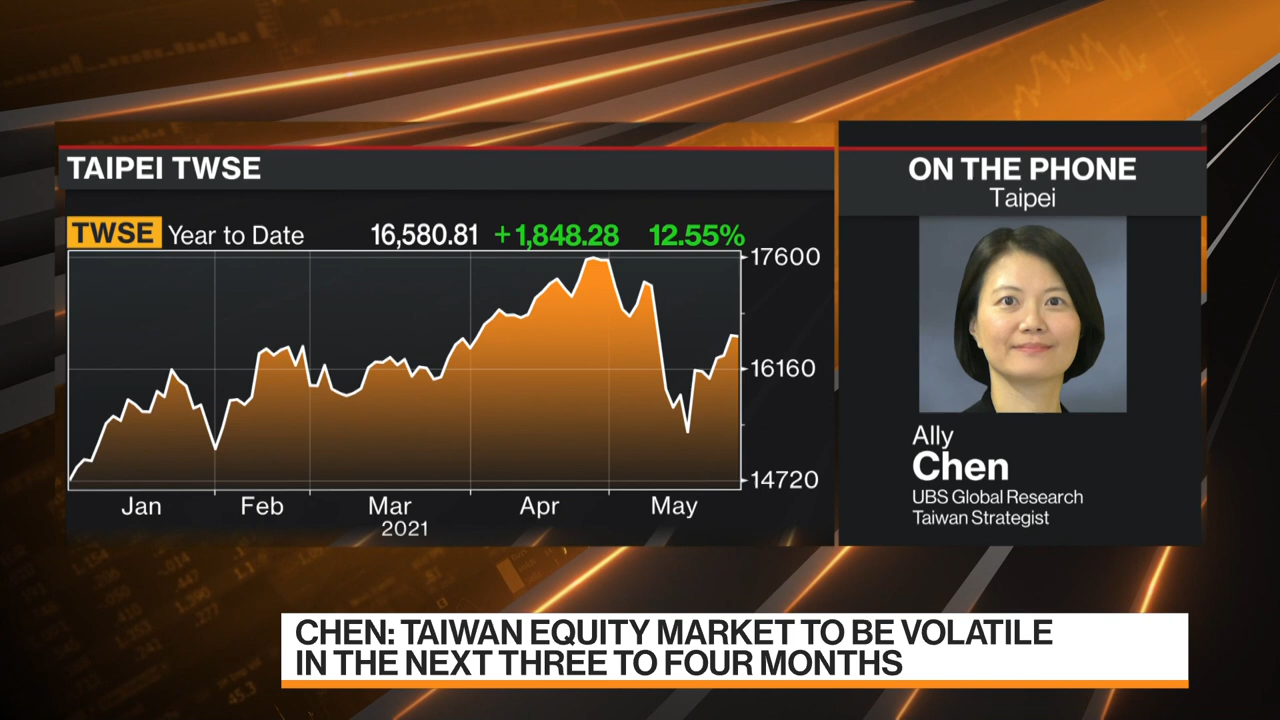 TAIPEI TWSE
TWSE Year to Date 16,580.81 +1,848.28 12.55%
17600
16160
14720
Jan Feb Mar Apr May
2021
ON THE PHONE
Taipei
Ally
Chen
UBS Global Research
Taiwan Strategist
CHEN: TAIWAN EQUITY MARKET TO BE VOLATILE
IN THE NEXT THREE TO FOUR MONTHS